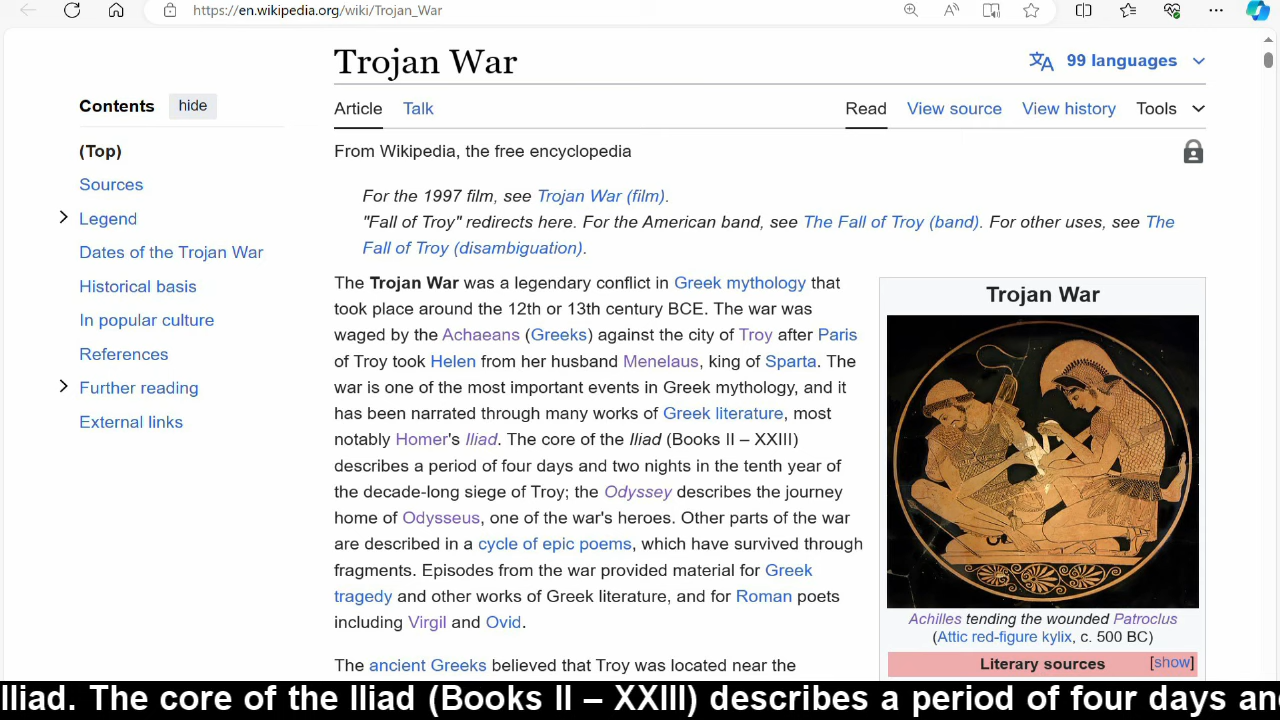 https://en.wikipedia.org/wiki/Trojan_War
Trojan War
99 languages
Contents hide
Article Talk Read View source View history Tools
(Top)
Sources
Legend
Dates of the Trojan War
Historical basis
In popular culture
References
Further reading
External links
From Wikipedia, the free encyclopedia
For the 1997 film, see Trojan War (film).
"Fall of Troy" redirects here. For the American band, see The Fall of Troy (band). For other uses, see The
Fall of Troy (disambiguation).
The Trojan War was a legendary conflict in Greek mythology that
took place around the 12th or 13th century BCE. The war was
waged by the Achaeans (Greeks) against the city of Troy after Paris
of Troy took Helen from her husband Menelaus, king of Sparta. The
war is one of the most important events in Greek mythology, and it
has been narrated through many works of Greek literature, most
notably Homer's Iliad. The core of the Iliad (Books II – XXIII)
describes a period of four days and two nights in the tenth year of
the decade-long siege of Troy; the Odyssey describes the journey
home of Odysseus, one of the war's heroes. Other parts of the war
are described in a cycle of epic poems, which have survived through
fragments. Episodes from the war provided material for Greek
tragedy and other works of Greek literature, and for Roman poets
including Virgil and Ovid.
The ancient Greeks believed that Troy was located near the
Trojan War
Achilles tending the wounded Patroclus
(Attic red-figure kylix, c. 500 BC)
Literary sources [show]
Iliad. The core of the Iliad (Books II – XXIII) describes a period of four days an